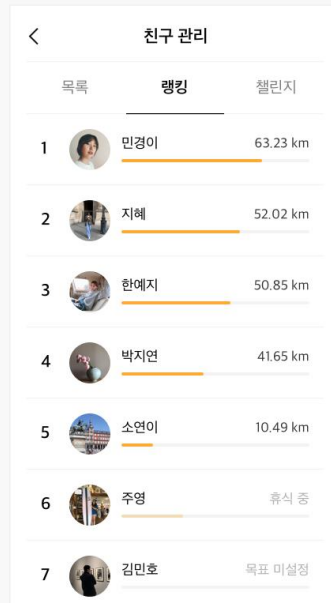 친구 관리
목록 랭킹 챌린지
1 민경이 63.23 km
2 지혜 52.02 km
3 한예지 50.85 km
4 박지연 41.65 km
5 소연이 10.49 km
6 주영 휴식 중
7 김민호 목표 미설정